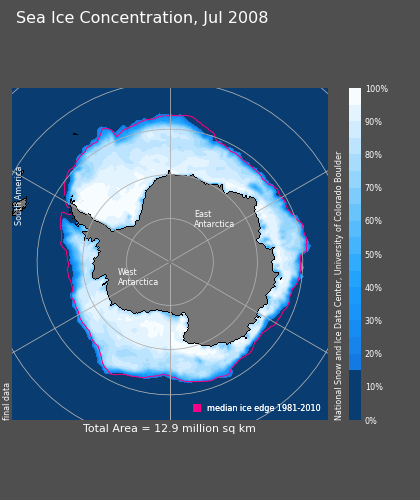 Sea Ice Concentration, Jul 2008
South America
East
Antarctica
West
Antarctica
100%
90%
80%
70%
60%
50%
40%
30%
20%
10%
0%
National Snow and Ice Data Center, University of Colorado Boulder
final data
median ice edge 1981-2010
Total Area = 12.9 million sq km